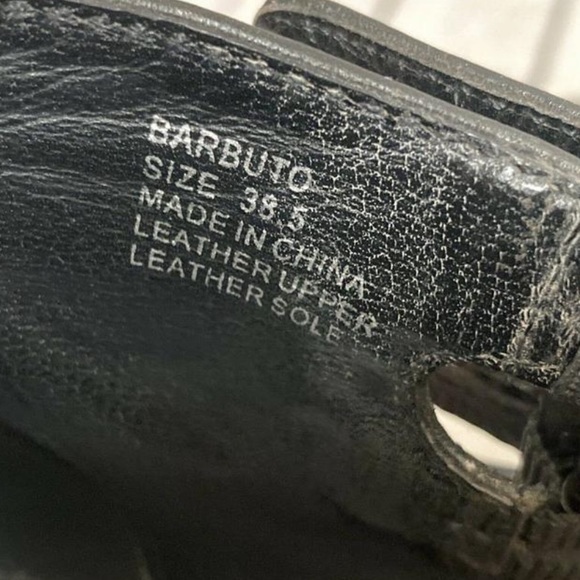 BARBUTO
SIZE 38.5
MADE IN CHINA
LEATHER UPPER
LEATHER SOLE